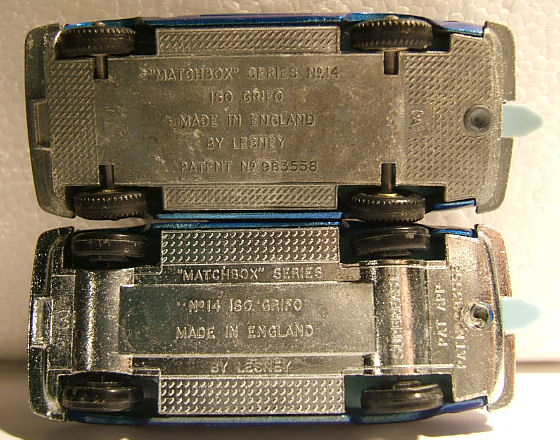 "MATCHBOX" SERIES Nº14
ISO GRIFO
MADE IN ENGLAND
BY LESNEY
PATENT Nº 983558
"MATCHBOX" SERIES
Nº14 ISO GRIFO
MADE IN ENGLAND
BY LESNEY
SUPERFAST
PAT APP